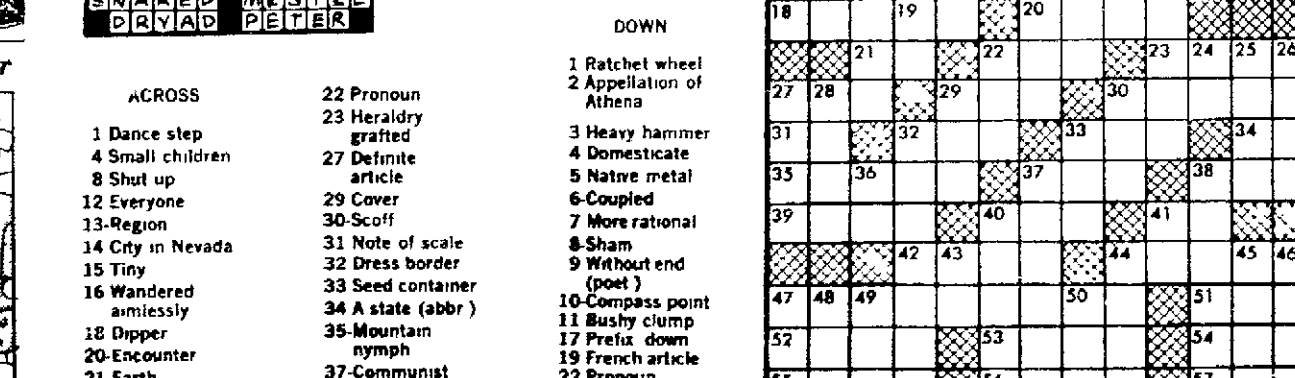 SNARED
DRYAD PETER
ACROSS
1 Dance step
4 Small children
8 Shut up
12 Everyone
13-Region
14 City in Nevada
15 Tiny
16 Wandered
aimlessly
18 Dipper
20-Encounter
21 Earth
22 Pronoun
23 Heraldry
grafted
27 Definite
article
29 Cover
30-Scoff
31 Note of scale
32 Dress border
33 Seed container
34 A state (abbr )
35-Mountain
nymph
37-Communist
DOWN
1 Ratchet wheel
2 Appellation of
Athena
3 Heavy hammer
4 Domesticate
5 Native metal
6-Coupled
7 More rational
8-Sham
9 Without end
(poet )
10-Compass point
11 Bushy clump
17 Prefix down
19 French article
22 Pronoun
18 19 20
21 22 23 24 25 26
27 28 29 30
31 32 33 34
35 36 37 38
39 40 41
42 43 44 45 46
47 48 49 50 51
52 53 54